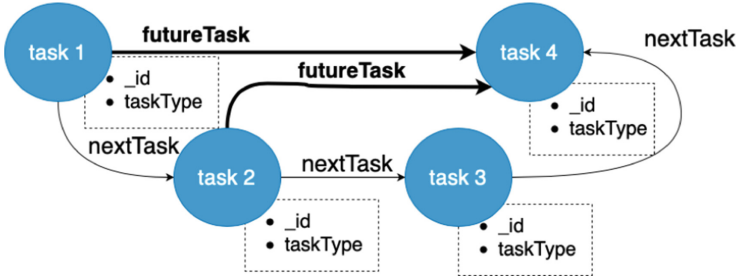 futureTask
nextTask
task 1
task 4
futureTask
• _id
• taskType
• _id
• taskType
nextTask
nextTask
task 2
task 3
• _id
• taskType
• _id
• taskType